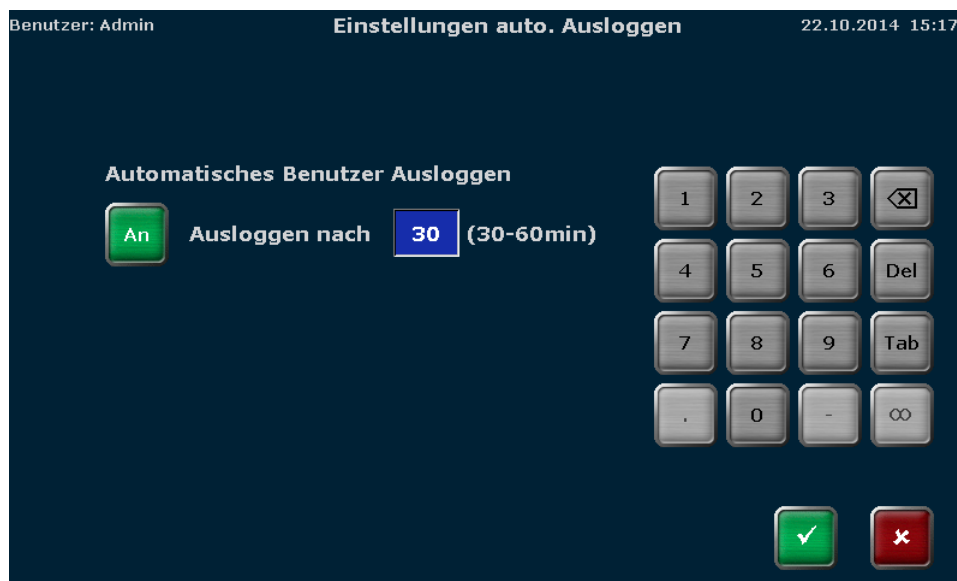 Benutzer: Admin
Einstellungen auto. Ausloggen
22.10.2014 15:17
Automatisches Benutzer Ausloggen
An Ausloggen nach 30 (30-60min)
1 2 3
4 5 6 Del
7 8 9 Tab
. 0 - ∞